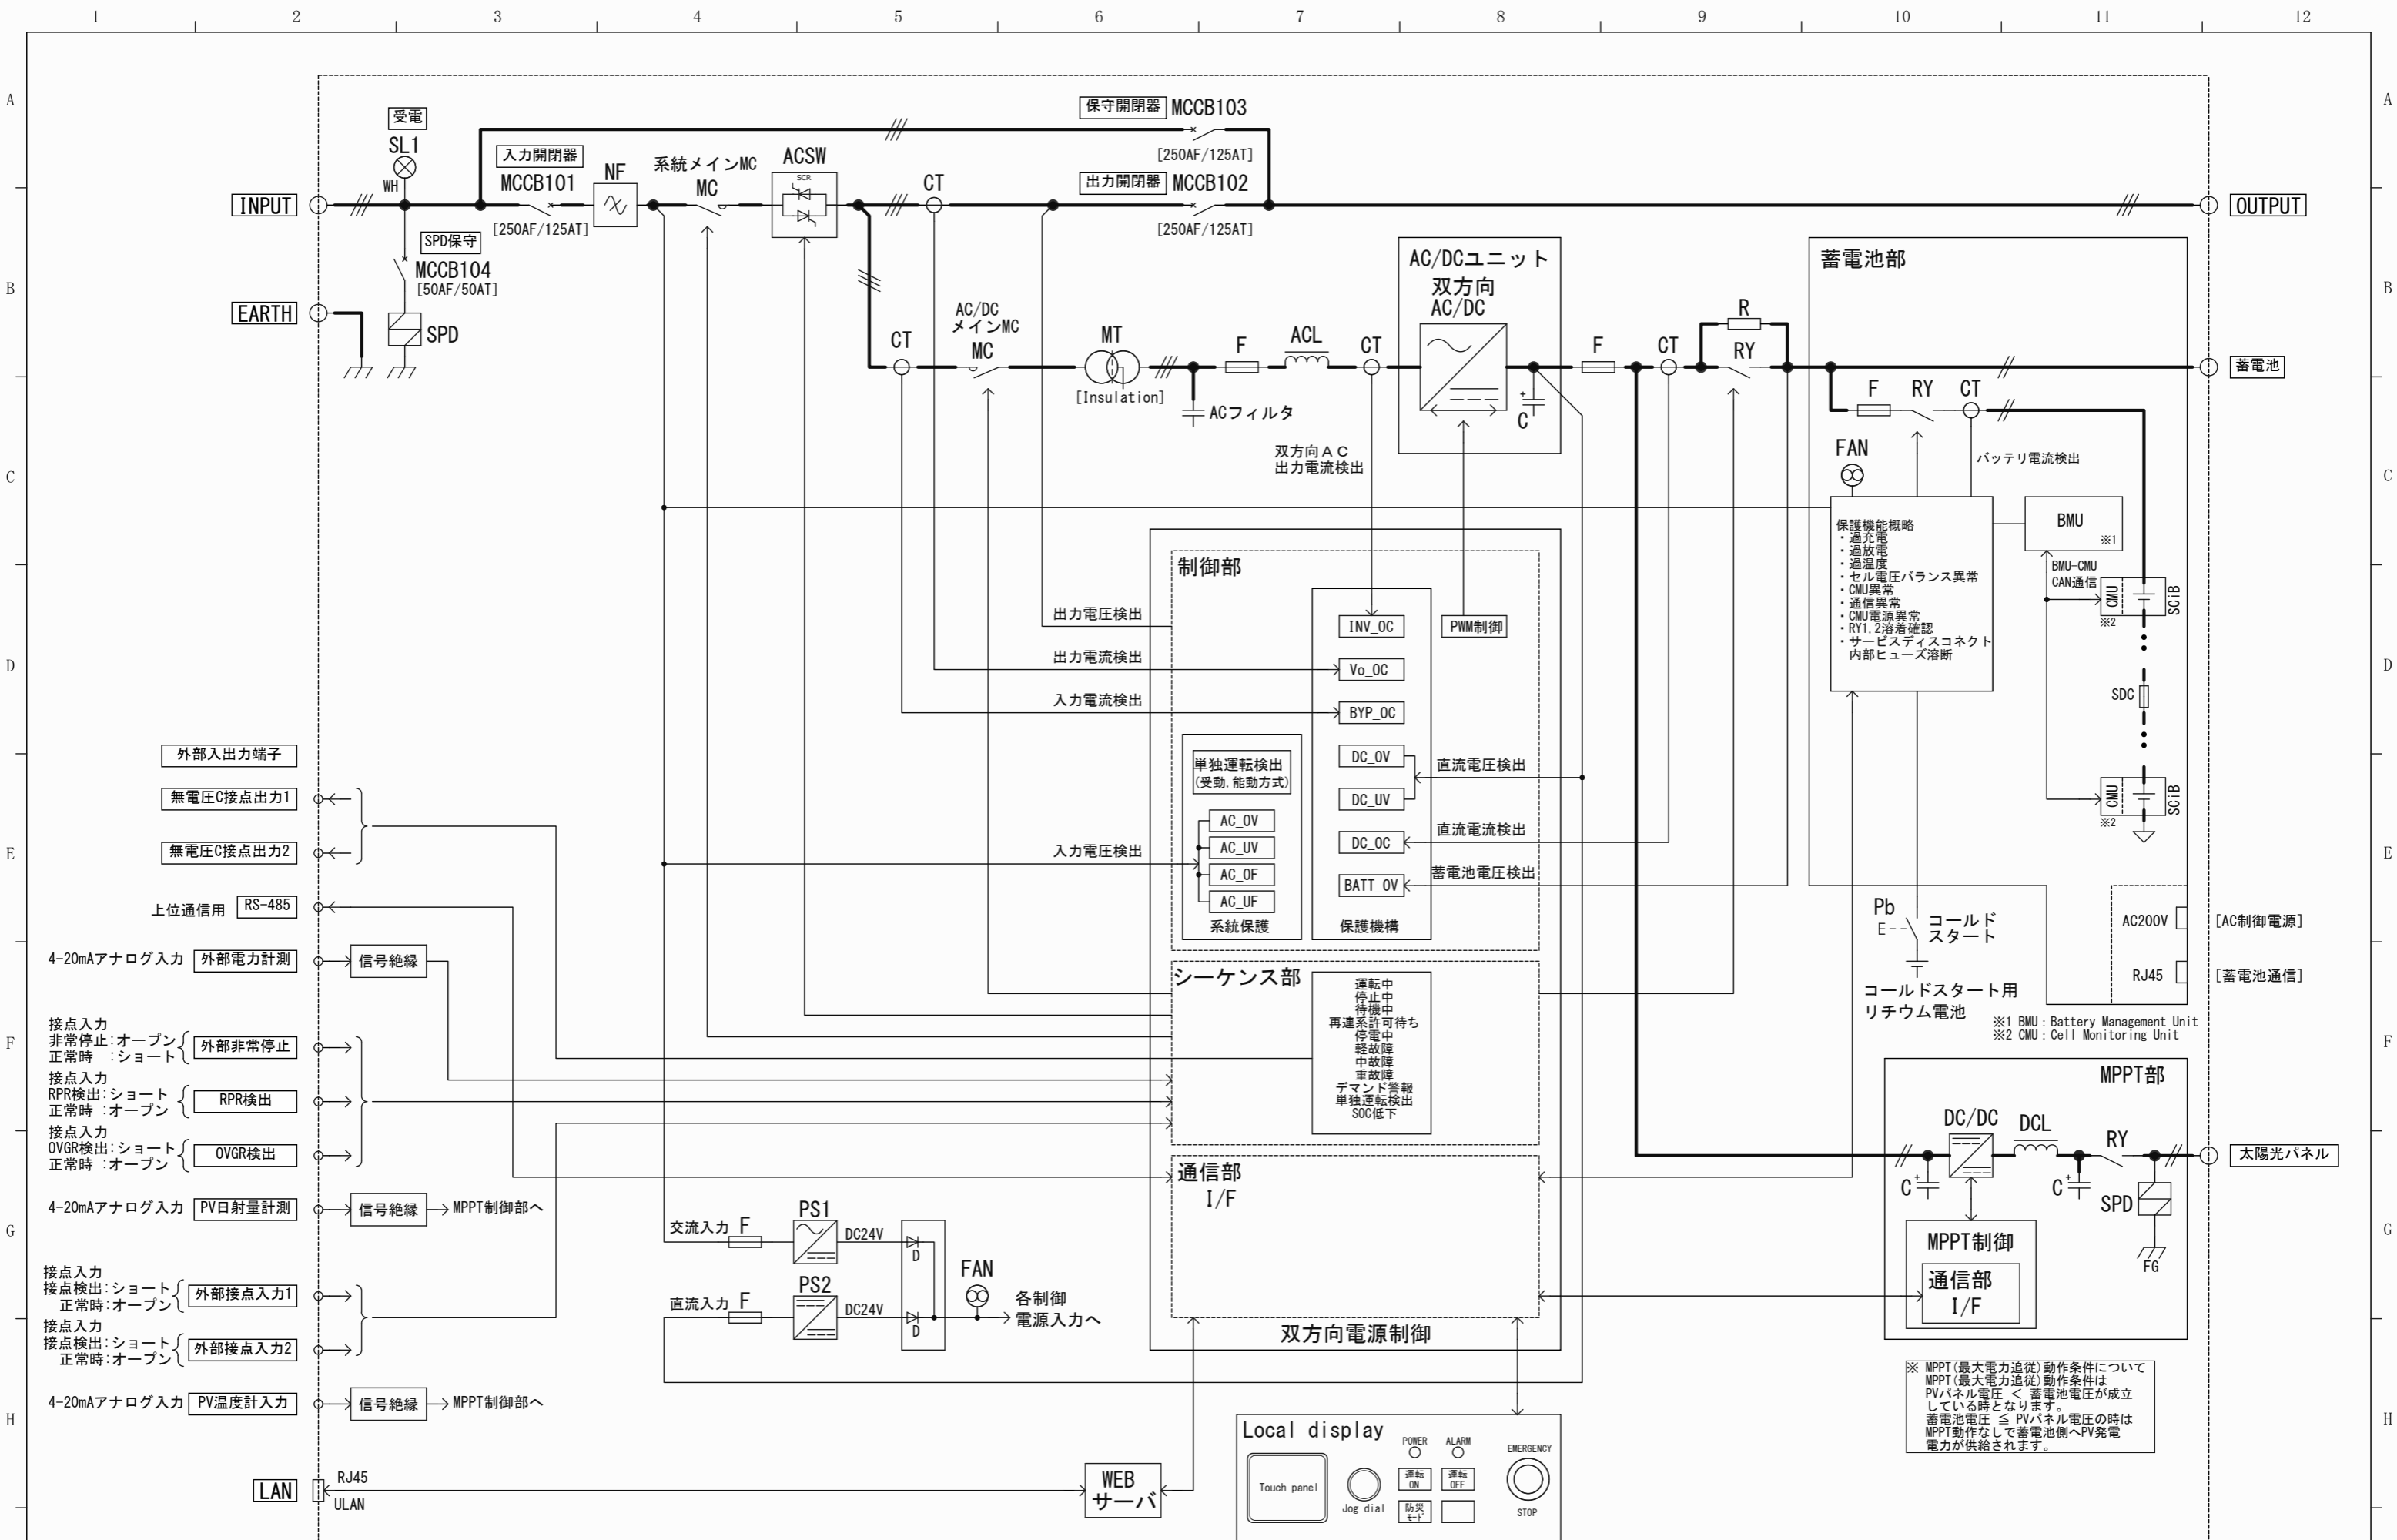 1 2 3 4 5 6 7 8 9 10 11 12
A A
B B
C C
D D
E E
F F
G G
H H
受電
SL1
WH
入力開閉器
MCCB101
[250AF/125AT]
NF
系統メインMC
MC
ACSW
SCR
CT
保守開閉器 MCCB103
[250AF/125AT]
出力開閉器 MCCB102
[250AF/125AT]
INPUT
OUTPUT
SPD保守
MCCB104
[50AF/50AT]
EARTH
SPD
CT
AC/DC
メインMC
MC
MT
[Insulation]
F
ACL
CT
ACフィルタ
AC/DCユニット
双方向
AC/DC
C
+
F
CT
R
RY
蓄電池部
蓄電池
F RY CT
FAN
バッテリ電流検出
双方向AC
出力電流検出
保護機能概略
・過充電
・過放電
・過温度
・セル電圧バランス異常
・CMU異常
・通信異常
・CMU電源異常
・RY1,2溶着確認
・サービスディスコネクト
内部ヒューズ溶断
BMU
※1
BMU-CMU
CAN通信
CMU
SCiB
※2
SDC
CMU
SCiB
※2
制御部
出力電圧検出
出力電流検出
入力電流検出
入力電圧検出
INV_OC
PWM制御
Vo_OC
BYP_OC
DC_OV
DC_UV
DC_OC
BATT_OV
保護機構
直流電圧検出
直流電流検出
蓄電池電圧検出
単独運転検出
(受動,能動方式)
AC_OV
AC_UV
AC_OF
AC_UF
系統保護
Pb
E--
コールド
スタート
コールドスタート用
リチウム電池
AC200V
[AC制御電源]
RJ45
[蓄電池通信]
※1 BMU：Battery Management Unit
※2 CMU：Cell Monitoring Unit
シーケンス部
運転中
停止中
待機中
再連系許可待ち
停電中
軽故障
中故障
重故障
デマンド警報
単独運転検出
SOC低下
通信部
I/F
双方向電源制御
外部入出力端子
無電圧C接点出力1
無電圧C接点出力2
上位通信用 RS-485
4-20mAアナログ入力 外部電力計測 信号絶縁
接点入力
非常停止:オープン
正常時 :ショート
外部非常停止
接点入力
RPR検出:ショート
正常時 :オープン
RPR検出
接点入力
OVGR検出:ショート
正常時 :オープン
OVGR検出
4-20mAアナログ入力 PV日射量計測 信号絶縁 MPPT制御部へ
接点入力
接点検出:ショート
正常時:オープン
外部接点入力1
接点入力
接点検出:ショート
正常時:オープン
外部接点入力2
4-20mAアナログ入力 PV温度計入力 信号絶縁 MPPT制御部へ
LAN
RJ45
ULAN
WEB
サーバ
交流入力 F
PS1
DC24V
D
直流入力 F
PS2
DC24V
D
FAN
各制御
電源入力へ
MPPT部
DC/DC
DCL
RY
C
+
C
+
SPD
FG
太陽光パネル
MPPT制御
通信部
I/F
※ MPPT(最大電力追従)動作条件について
MPPT(最大電力追従)動作条件は
PVパネル電圧 ＜ 蓄電池電圧が成立
している時となります。
蓄電池電圧 ≦ PVパネル電圧の時は
MPPT動作なしで蓄電池側へPV発電
電力が供給されます。
Local display
Touch panel
Jog dial
POWER
ALARM
運転
ON
運転
OFF
防災
ﾓｰﾄﾞ
EMERGENCY
STOP